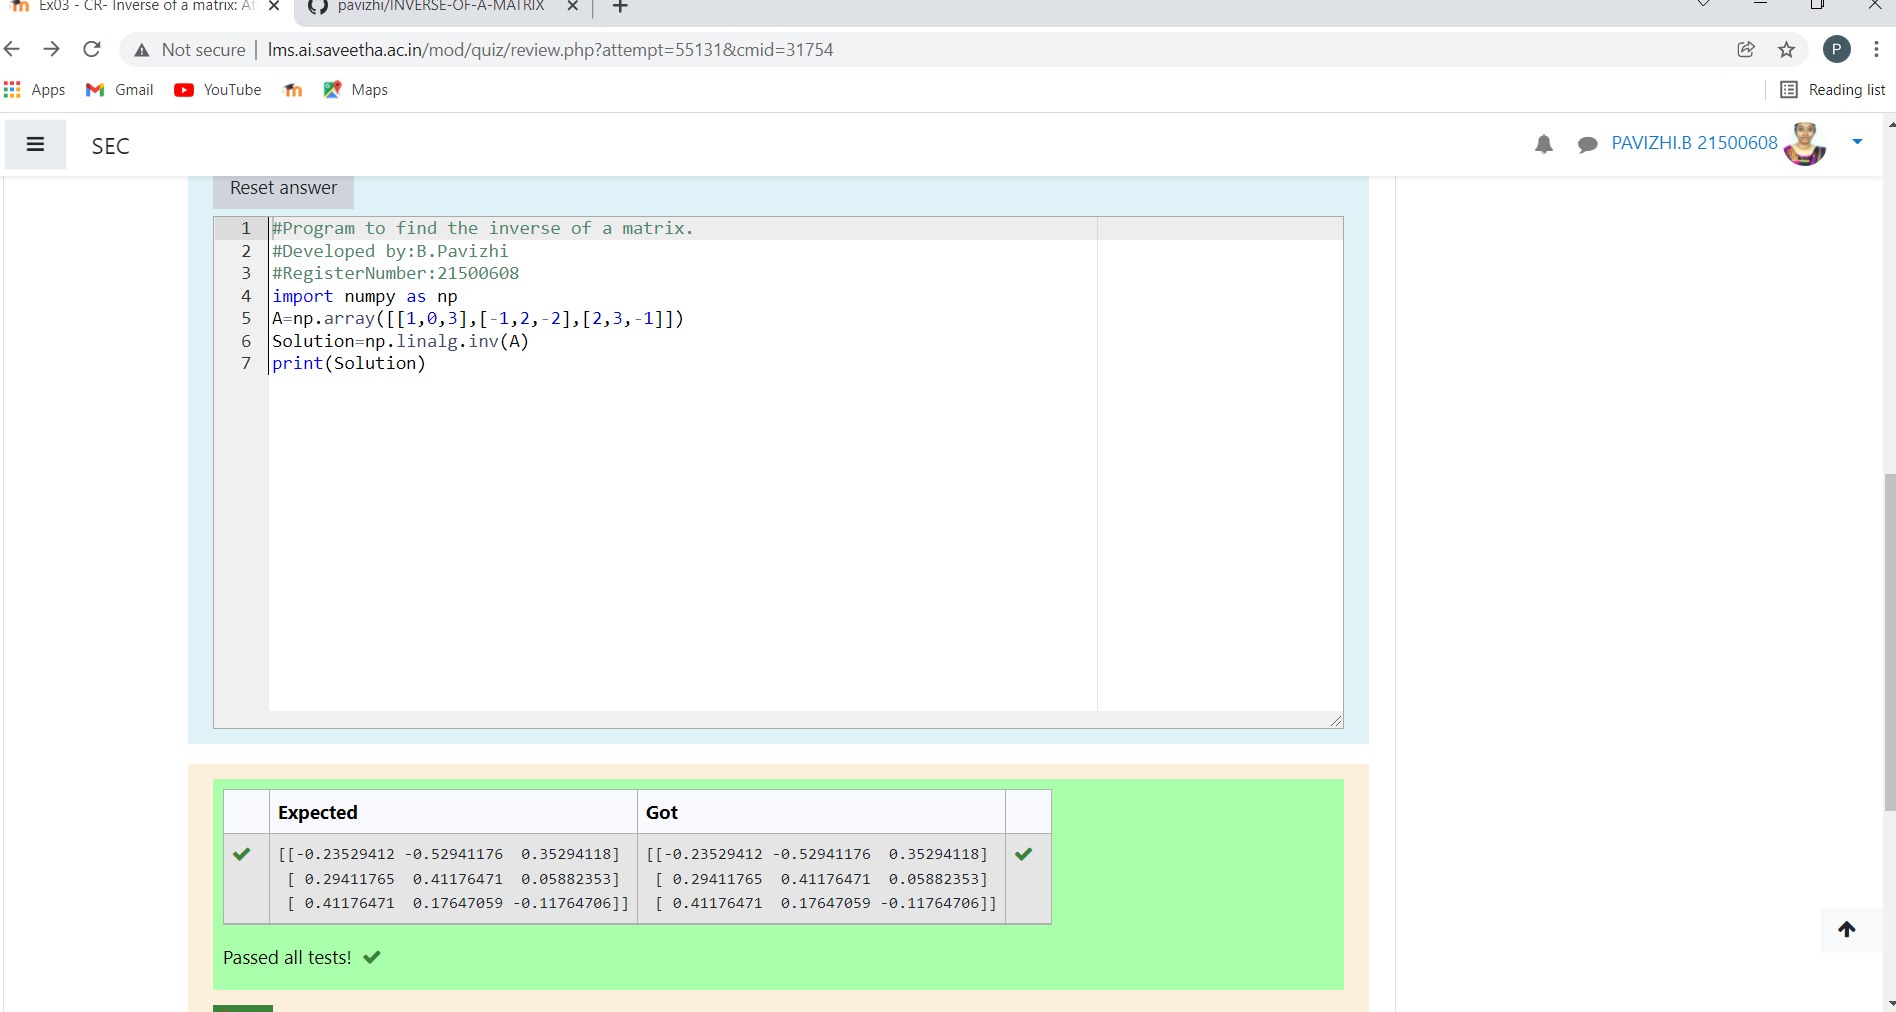 Ex03 - CR- Inverse of a matrix: At
pavizhi/INVERSE-OF-A-MATRIX
Not secure
lms.ai.saveetha.ac.in/mod/quiz/review.php?attempt=55131&cmid=31754
P
Apps
Gmail
YouTube
Maps
Reading list
SEC
PAVIZHI.B 21500608
Reset answer
1 #Program to find the inverse of a matrix.
2 #Developed by:B.Pavizhi
3 #RegisterNumber:21500608
4 import numpy as np
5 A=np.array([[1,0,3],[-1,2,-2],[2,3,-1]])
6 Solution=np.linalg.inv(A)
7 print(Solution)
Expected Got
[[-0.23529412 -0.52941176 0.35294118] [[-0.23529412 -0.52941176 0.35294118]
[ 0.29411765 0.41176471 0.05882353] [ 0.29411765 0.41176471 0.05882353]
[ 0.41176471 0.17647059 -0.11764706]] [ 0.41176471 0.17647059 -0.11764706]]
Passed all tests!